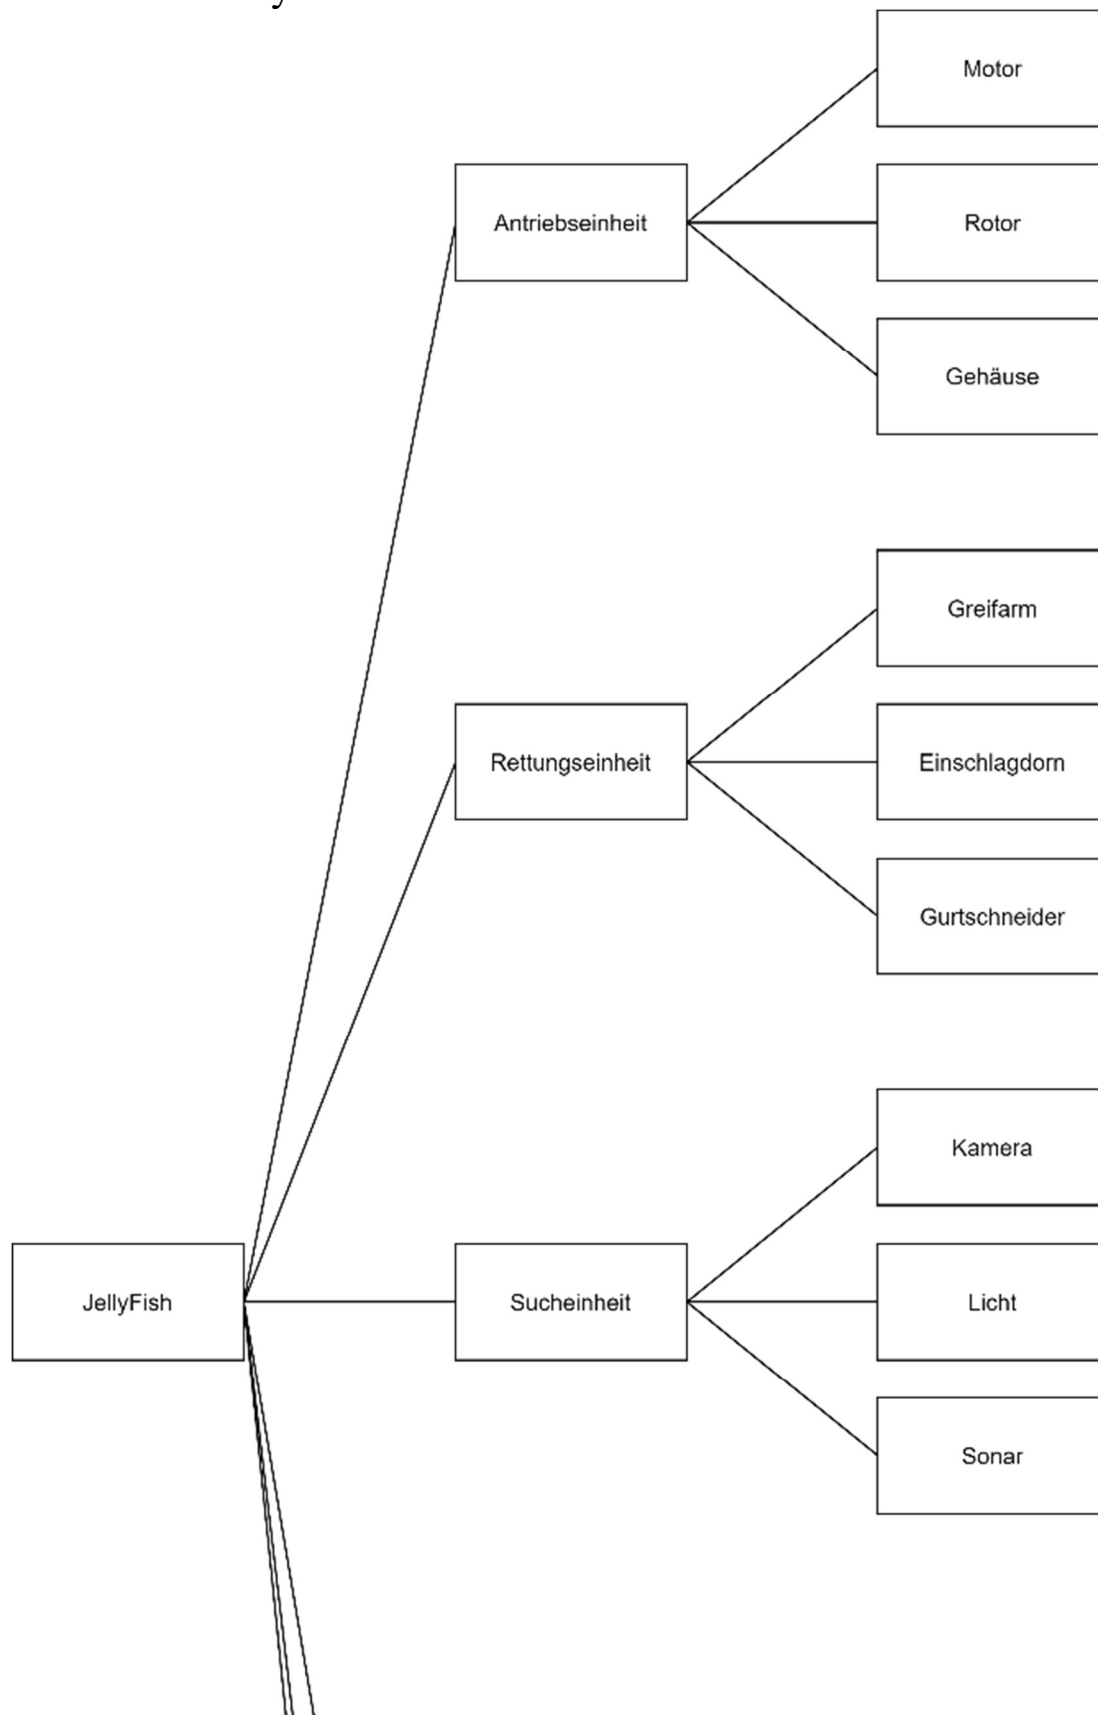 Motor
Antriebseinheit
Rotor
Gehäuse
Greifarm
Rettungseinheit
Einschlagdorn
Gurtschneider
Kamera
JellyFish
Sucheinheit
Licht
Sonar